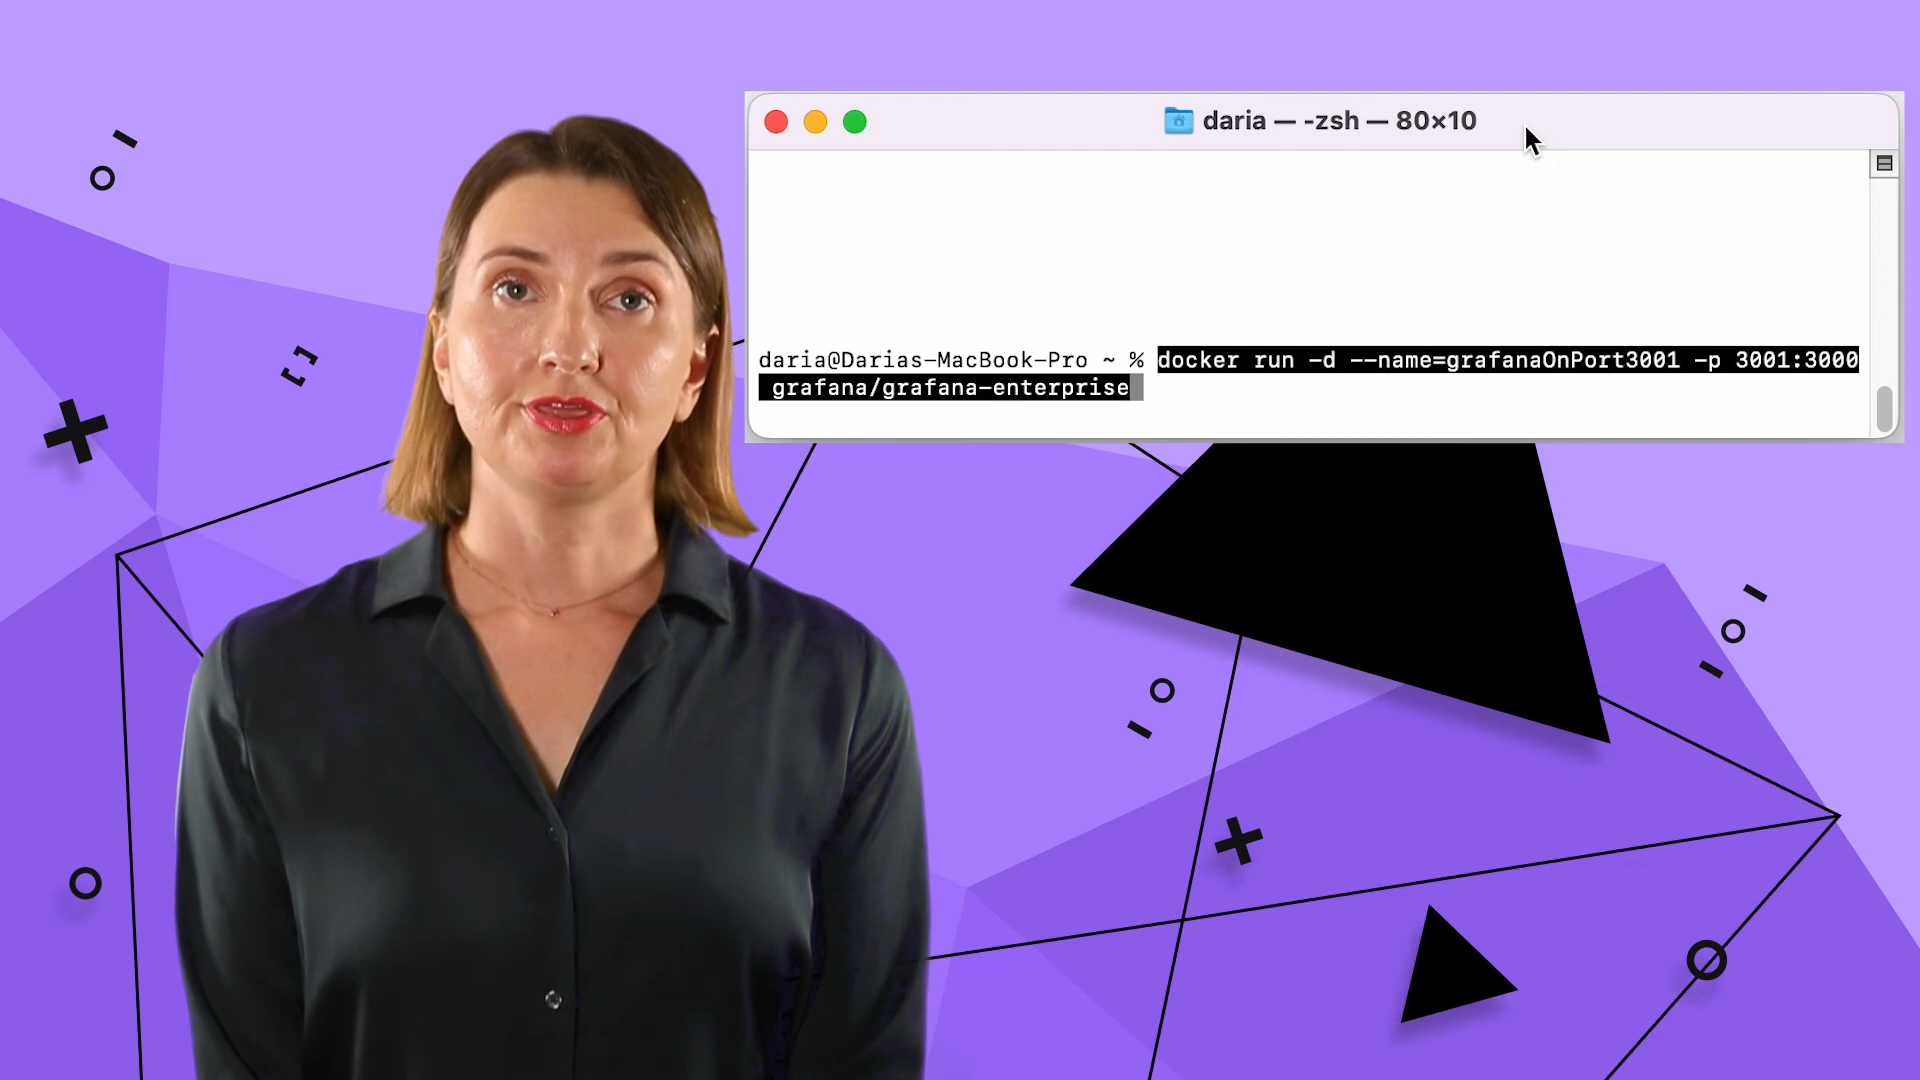 daria — -zsh — 80×10
daria@Darias-MacBook-Pro ~ % docker run -d --name=grafanaOnPort3001 -p 3001:3000
grafana/grafana-enterprise